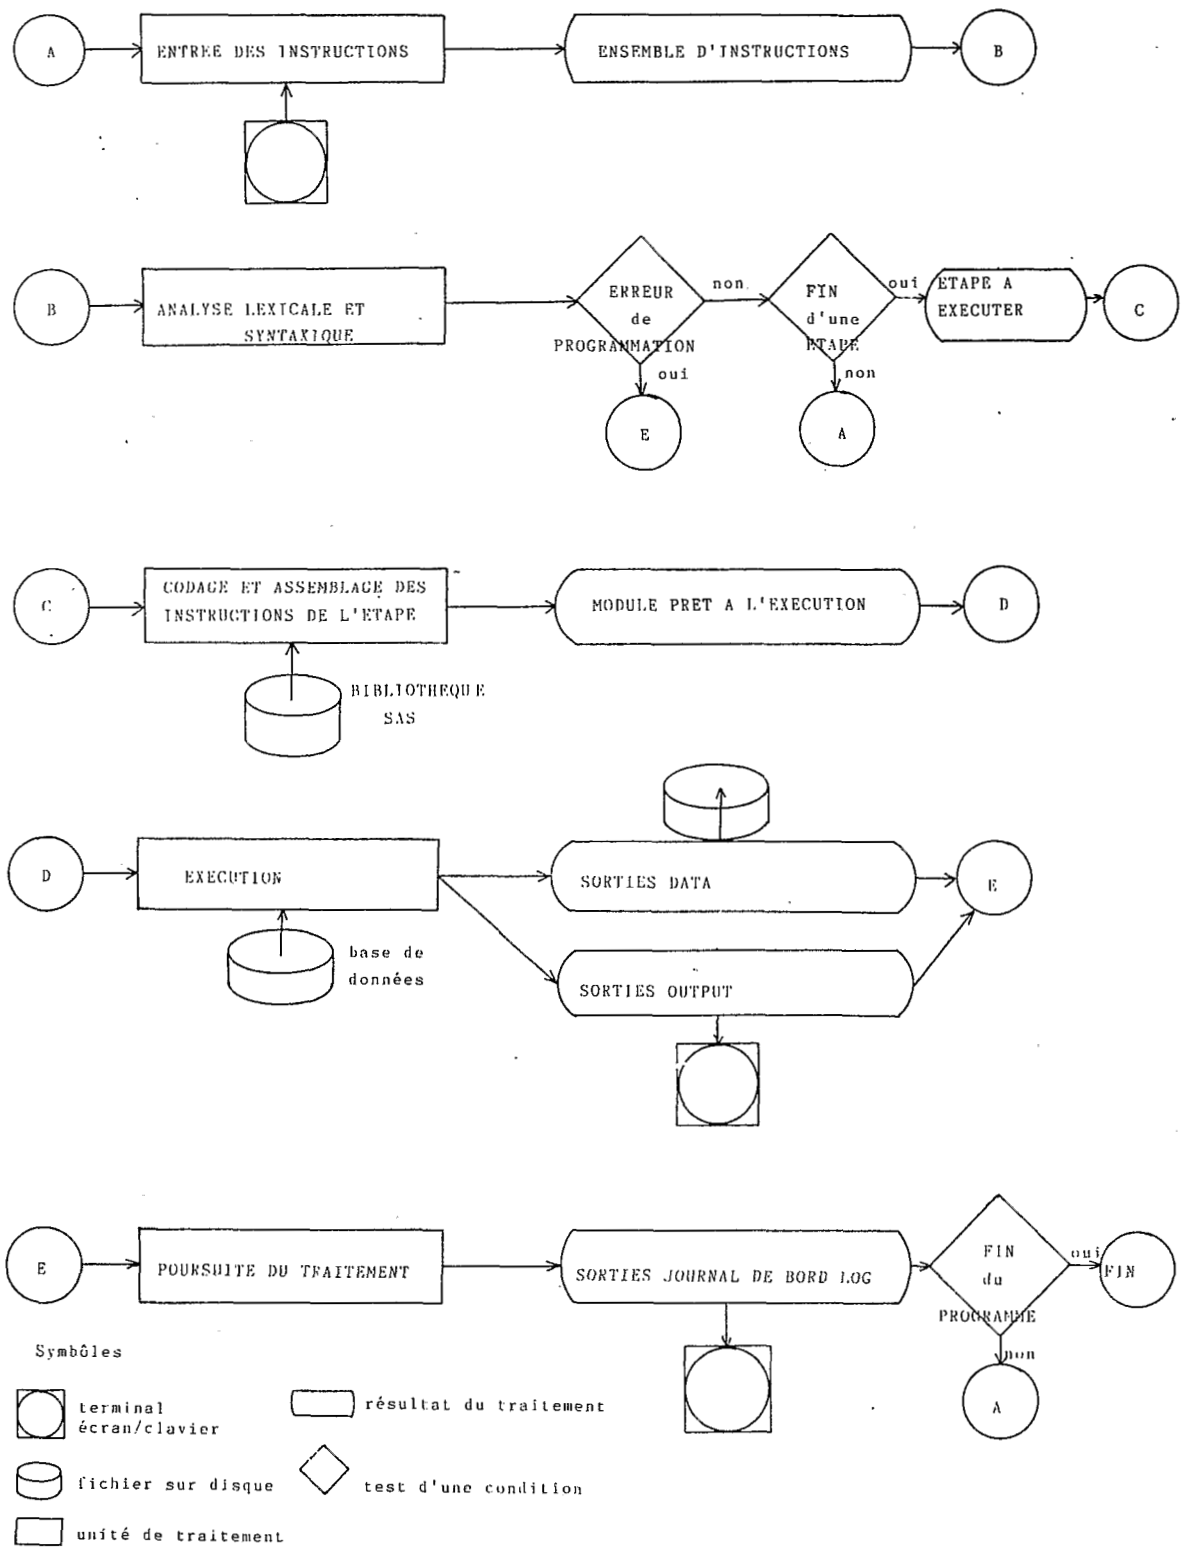 A
ENTREE DES INSTRUCTIONS
ENSEMBLE D'INSTRUCTIONS
B
B
ANALYSE LEXICALE ET
SYNTAXIQUE
ERREUR
de
PROGRAMMATION
non
oui
E
FIN
d'une
ETAPE
oui
non
A
ETAPE A
EXECUTER
C
C
CODAGE ET ASSEMBLAGE DES
INSTRUCTIONS DE L'ETAPE
MODULE PRET A L'EXECUTION
D
BIBLIOTHEQUE
SAS
D
EXECUTION
base de
données
SORTIES DATA
SORTIES OUTPUT
E
E
POURSUITE DU TRAITEMENT
SORTIES JOURNAL DE BORD LOG
FIN
du
PROGRAMME
oui
FIN
non
A
Symbôles
terminal
écran/clavier
résultat du traitement
fichier sur disque
test d'une condition
unité de traitement